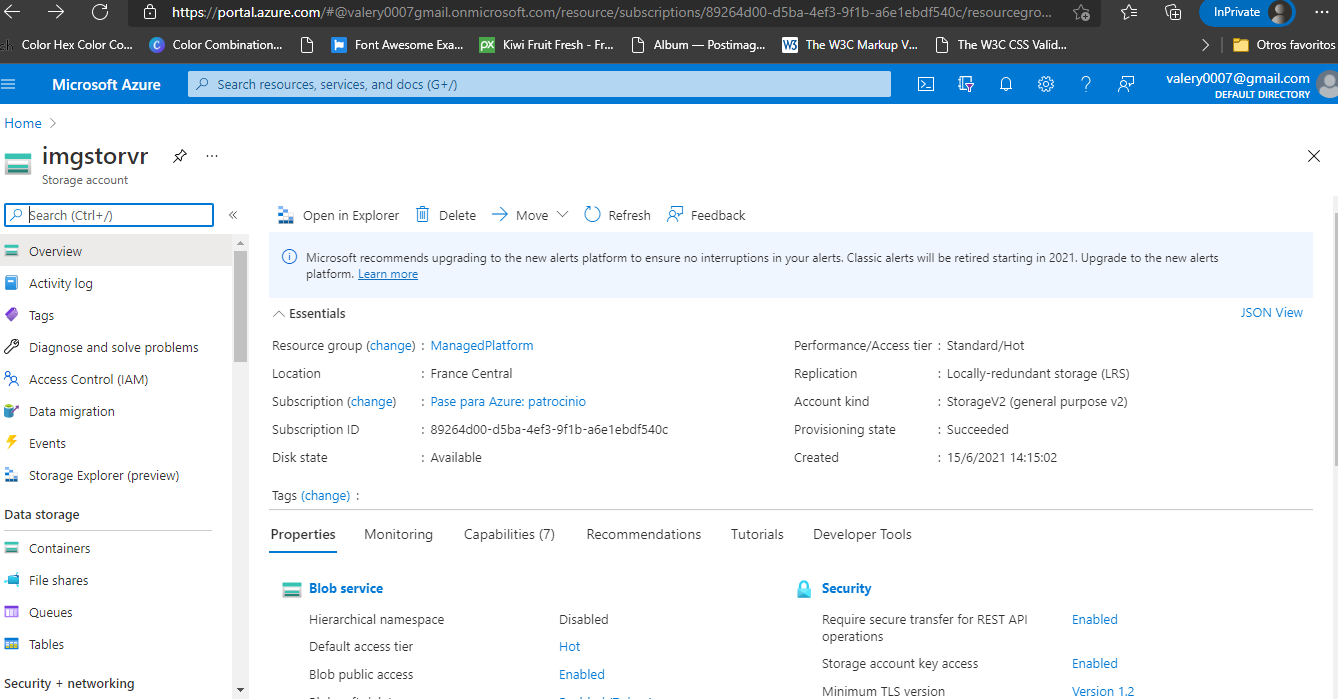 https://portal.azure.com/#@valery0007gmail.onmicrosoft.com/resource/subscriptions/89264d00-d5ba-4ef3-9f1b-a6e1ebdf540c/resourcegro...
InPrivate
Color Hex Color Co...
Color Combination...
Font Awesome Exa...
Kiwi Fruit Fresh - Fr...
Album — Postimag...
The W3C Markup V...
The W3C CSS Valid...
Otros favoritos
Microsoft Azure
Search resources, services, and docs (G+/)
valery0007@gmail.com
DEFAULT DIRECTORY
Home
imgstorvr
Storage account
Search (Ctrl+/)
Overview
Activity log
Tags
Diagnose and solve problems
Access Control (IAM)
Data migration
Events
Storage Explorer (preview)
Data storage
Containers
File shares
Queues
Tables
Security + networking
Open in Explorer
Delete
Move
Refresh
Feedback
Microsoft recommends upgrading to the new alerts platform to ensure no interruptions in your alerts. Classic alerts will be retired starting in 2021. Upgrade to the new alerts
platform. Learn more
Essentials
JSON View
Resource group (change) : ManagedPlatform
Location : France Central
Subscription (change) : Pase para Azure: patrocinio
Subscription ID : 89264d00-d5ba-4ef3-9f1b-a6e1ebdf540c
Disk state : Available
Performance/Access tier : Standard/Hot
Replication : Locally-redundant storage (LRS)
Account kind : StorageV2 (general purpose v2)
Provisioning state : Succeeded
Created : 15/6/2021 14:15:02
Tags (change) :
Properties
Monitoring
Capabilities (7)
Recommendations
Tutorials
Developer Tools
Blob service
Hierarchical namespace Disabled
Default access tier Hot
Blob public access Enabled
Security
Require secure transfer for REST API Enabled
operations
Storage account key access Enabled
Minimum TLS version Version 1.2